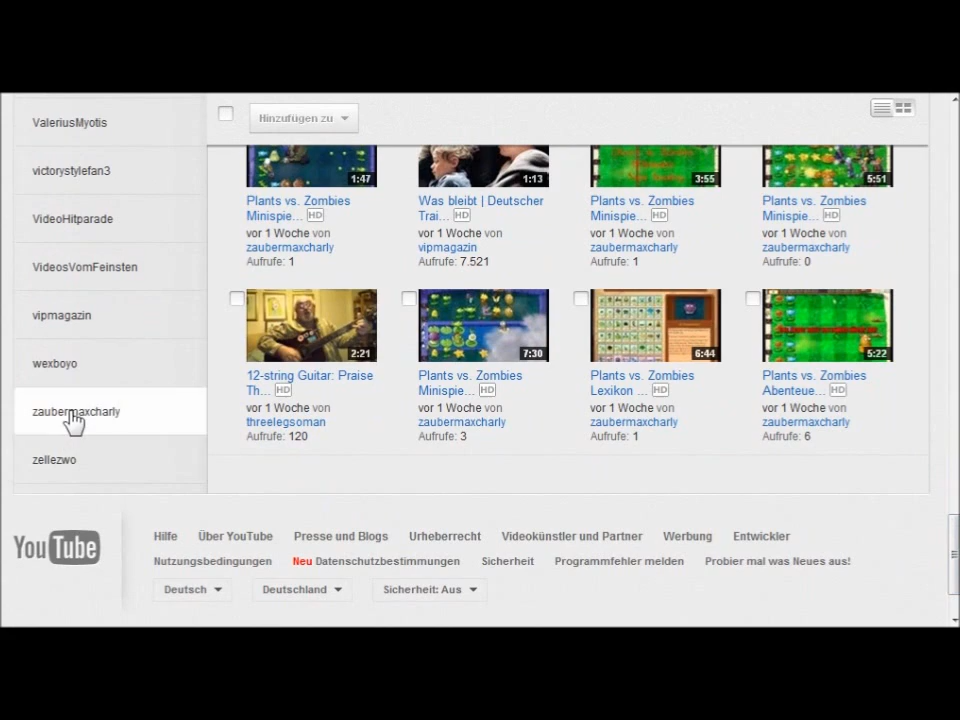 ValeriusMyotis
victorystylefan3
VideoHitparade
VideosVomFeinsten
vipmagazin
wexboyo
zaubermaxcharly
zellezwo
Hinzufügen zu
1:47
1:13
3:55
5:51
Plants vs. Zombies
Minispie... HD
vor 1 Woche von
zaubermaxcharly
Aufrufe: 1
Was bleibt | Deutscher
Trai... HD
vor 1 Woche von
vipmagazin
Aufrufe: 7.521
Plants vs. Zombies
Minispie... HD
vor 1 Woche von
zaubermaxcharly
Aufrufe: 1
Plants vs. Zombies
Minispie... HD
vor 1 Woche von
zaubermaxcharly
Aufrufe: 0
2:21
7:30
6:44
5:22
12-string Guitar: Praise
Th... HD
vor 1 Woche von
threelegsoman
Aufrufe: 120
Plants vs. Zombies
Minispie... HD
vor 1 Woche von
zaubermaxcharly
Aufrufe: 3
Plants vs. Zombies
Lexikon ... HD
vor 1 Woche von
zaubermaxcharly
Aufrufe: 1
Plants vs. Zombies
Abenteue... HD
vor 1 Woche von
zaubermaxcharly
Aufrufe: 6
YouTube
Hilfe Über YouTube Presse und Blogs Urheberrecht Videokünstler und Partner Werbung Entwickler
Nutzungsbedingungen Neu Datenschutzbestimmungen Sicherheit Programmfehler melden Probier mal was Neues aus!
Deutsch Deutschland Sicherheit: Aus